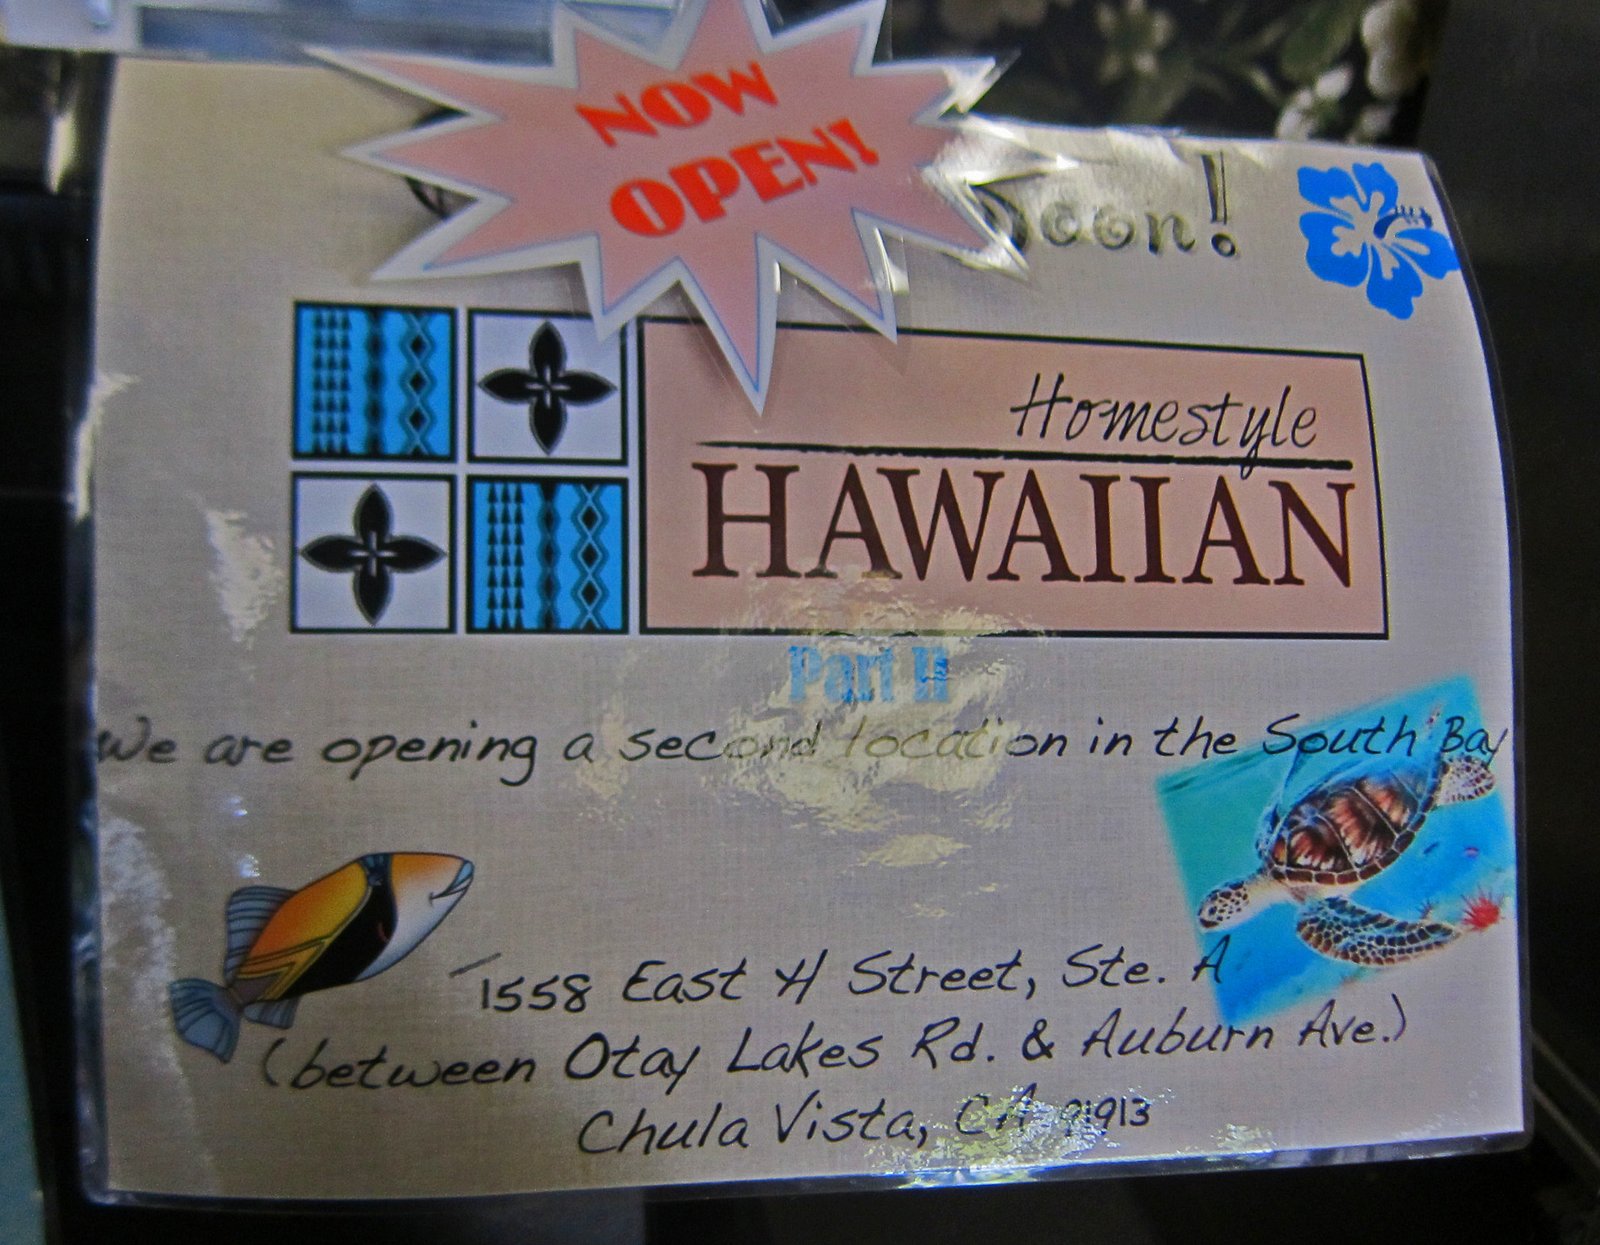 NOW
OPEN!
Soon!
Homestyle
HAWAIIAN
Part II
We are opening a second location in the South Bay
1558 East H Street, Ste. A
(between Otay Lakes Rd. & Auburn Ave.)
Chula Vista, CA 91913